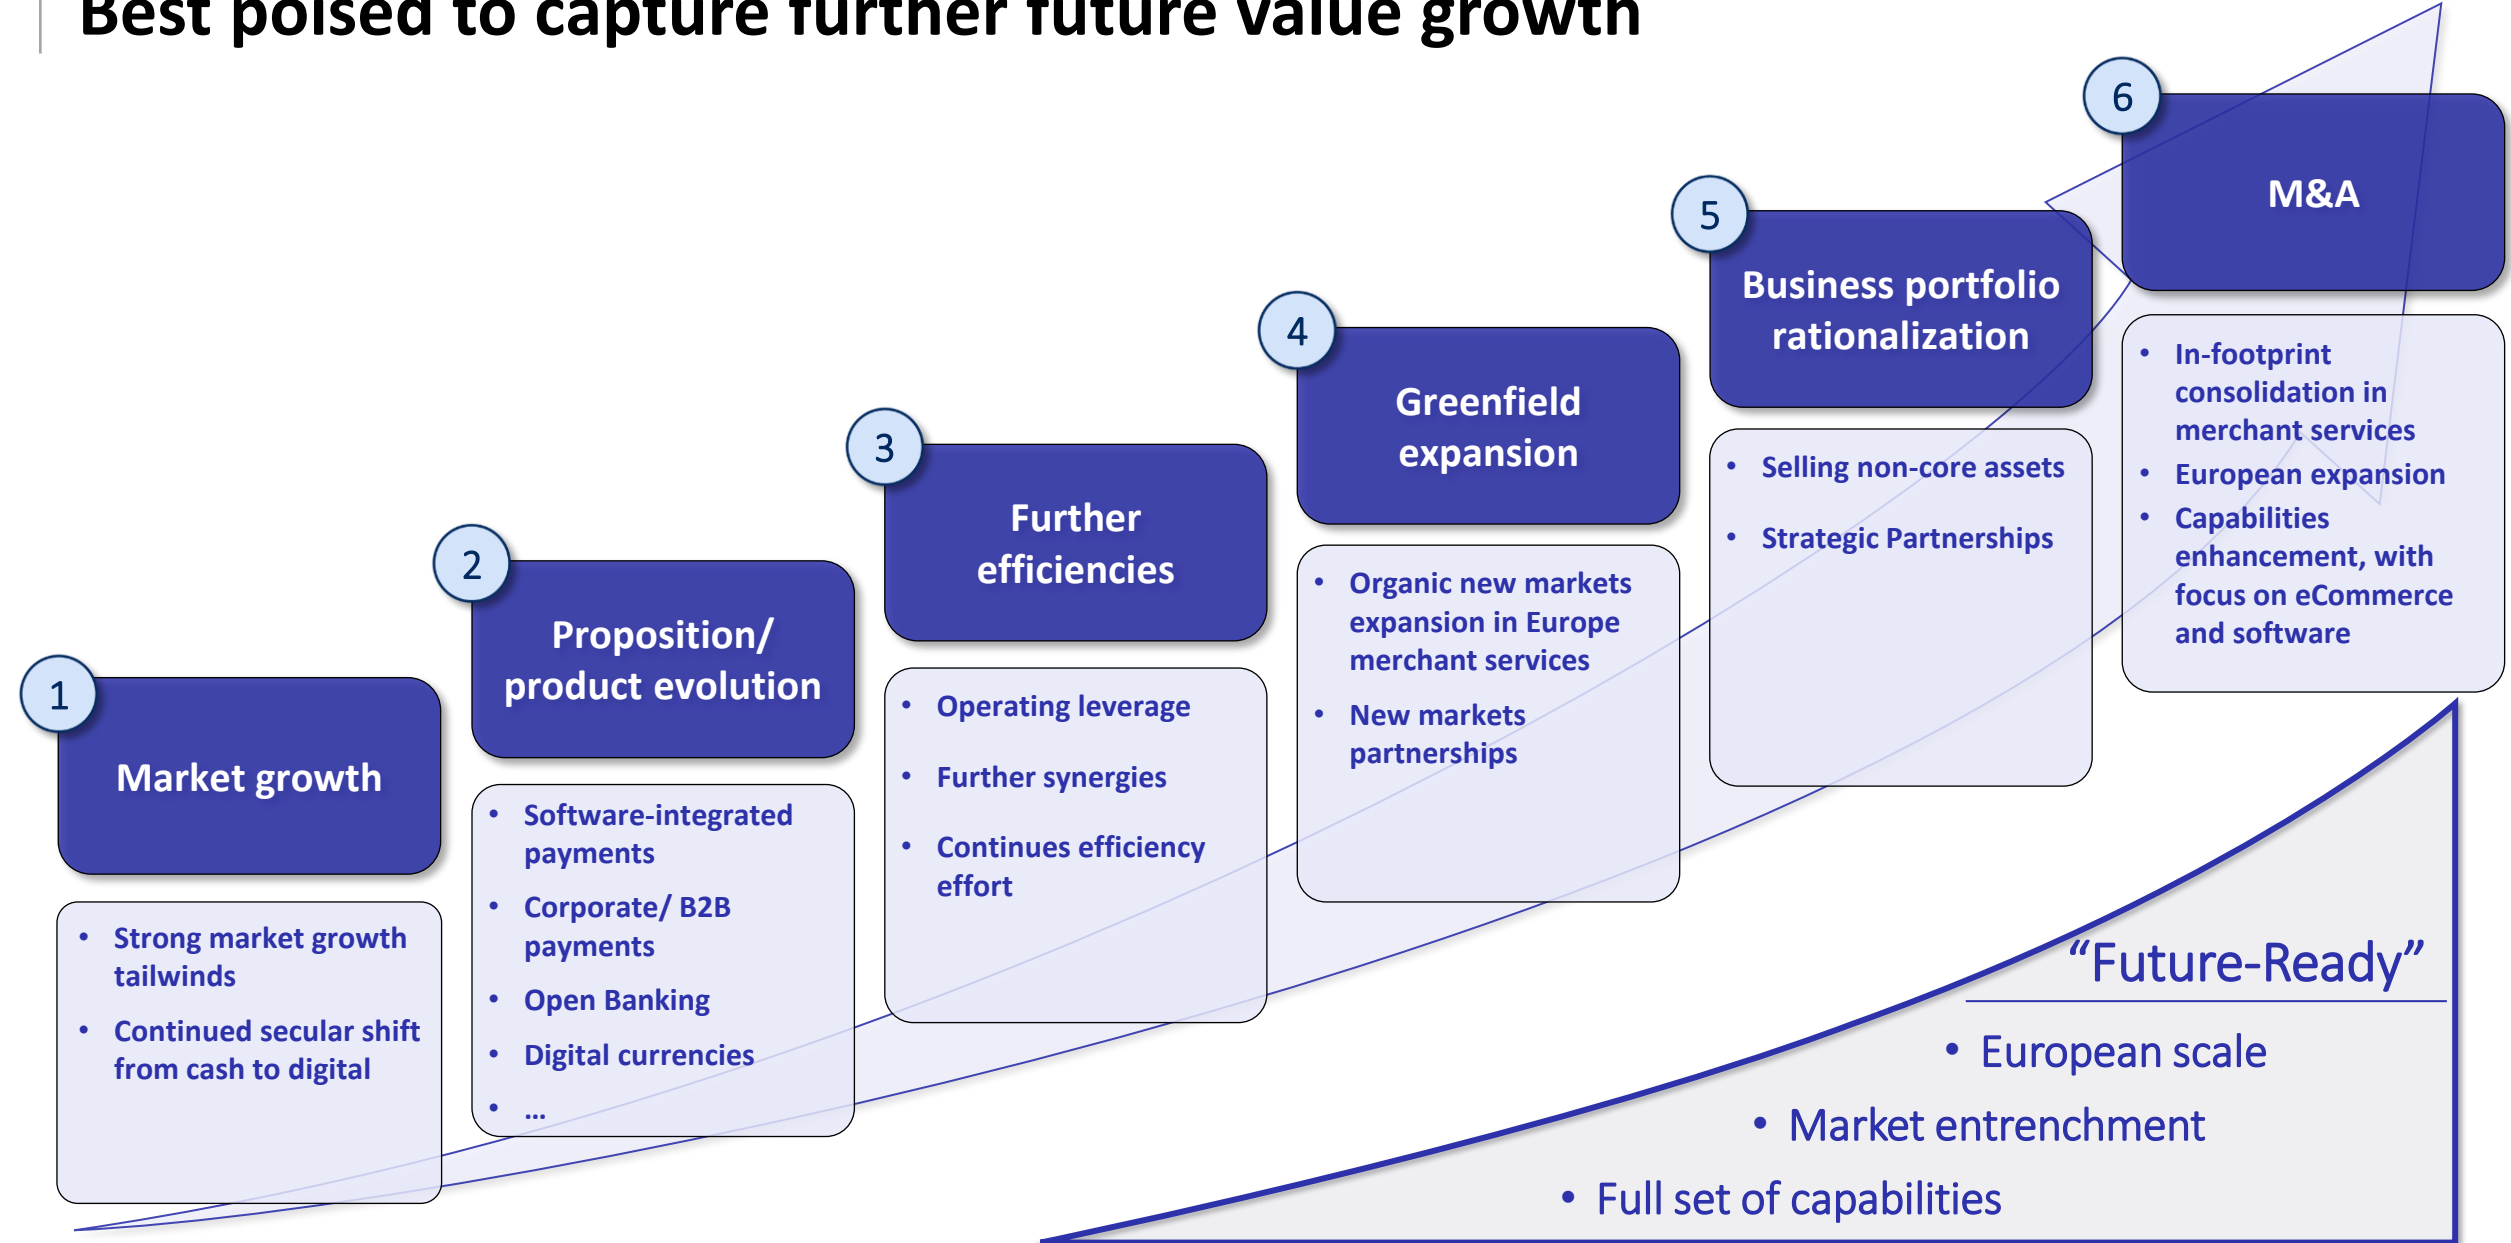 Best poised to capture further future value growth
1
Market growth
• Strong market growth
tailwinds
• Continued secular shift
from cash to digital
2
Proposition/
product evolution
• Software-integrated
payments
• Corporate/ B2B
payments
• Open Banking
• Digital currencies
• ...
3
Further
efficiencies
• Operating leverage
• Further synergies
• Continues efficiency
effort
4
Greenfield
expansion
• Organic new markets
expansion in Europe
merchant services
• New markets
partnerships
5
Business portfolio
rationalization
• Selling non-core assets
• Strategic Partnerships
6
M&A
• In-footprint
consolidation in
merchant services
• European expansion
• Capabilities
enhancement, with
focus on eCommerce
and software
“Future-Ready”
• European scale
• Market entrenchment
• Full set of capabilities